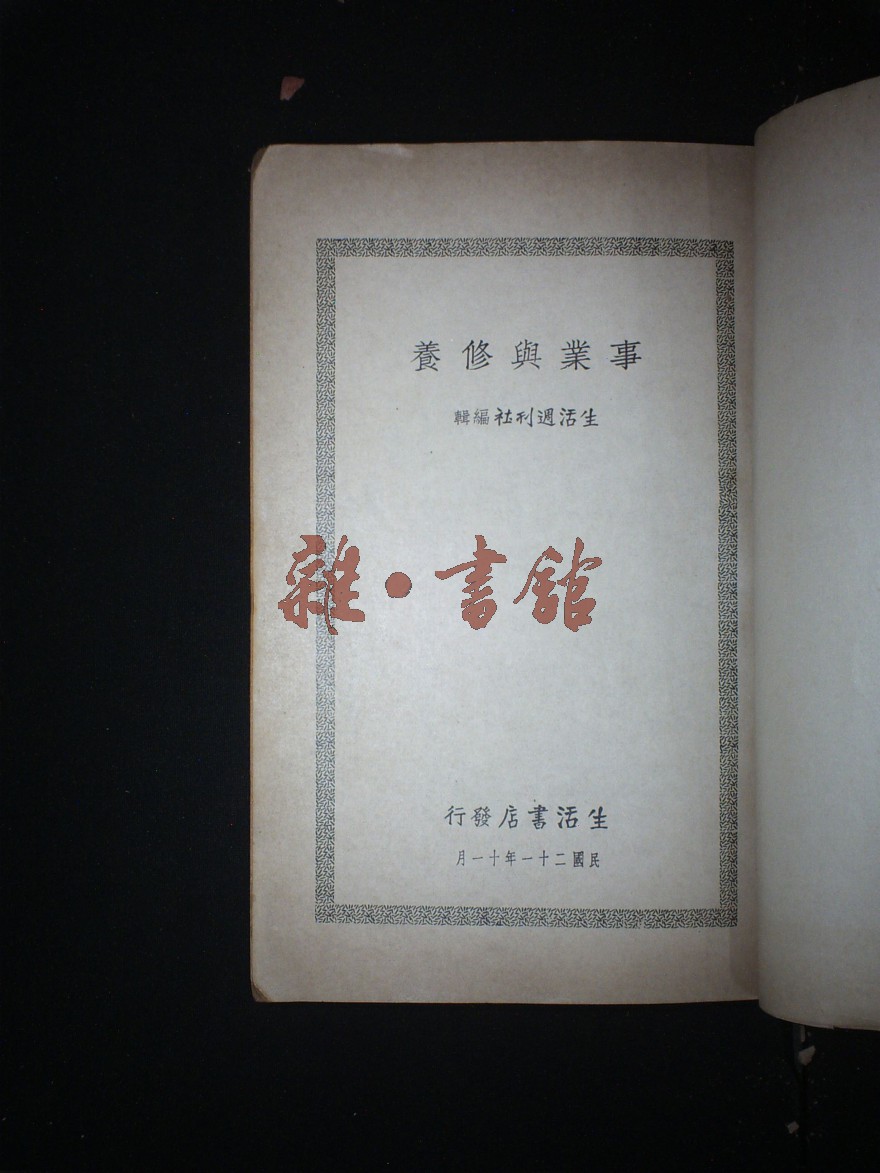 事業與修養
生活週刊社編輯
雜·書館
生活書店發行
民國二十一年十一月